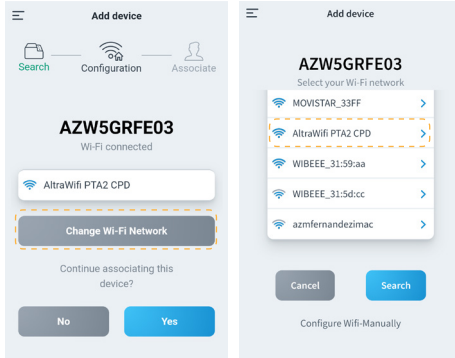 Add device
Search
Configuration
Associate
AZW5GRFE03
Wi-Fi connected
AltraWifi PTA2 CPD
Change Wi-Fi Network
Continue associating this
device?
No
Yes
Add device
AZW5GRFE03
Select your Wi-Fi network
MOVISTAR_33FF
AltraWifi PTA2 CPD
WIBEEE_31:59:aa
WIBEEE_31:5d:cc
azmfernandezimac
Cancel
Search
Configure Wifi-Manually